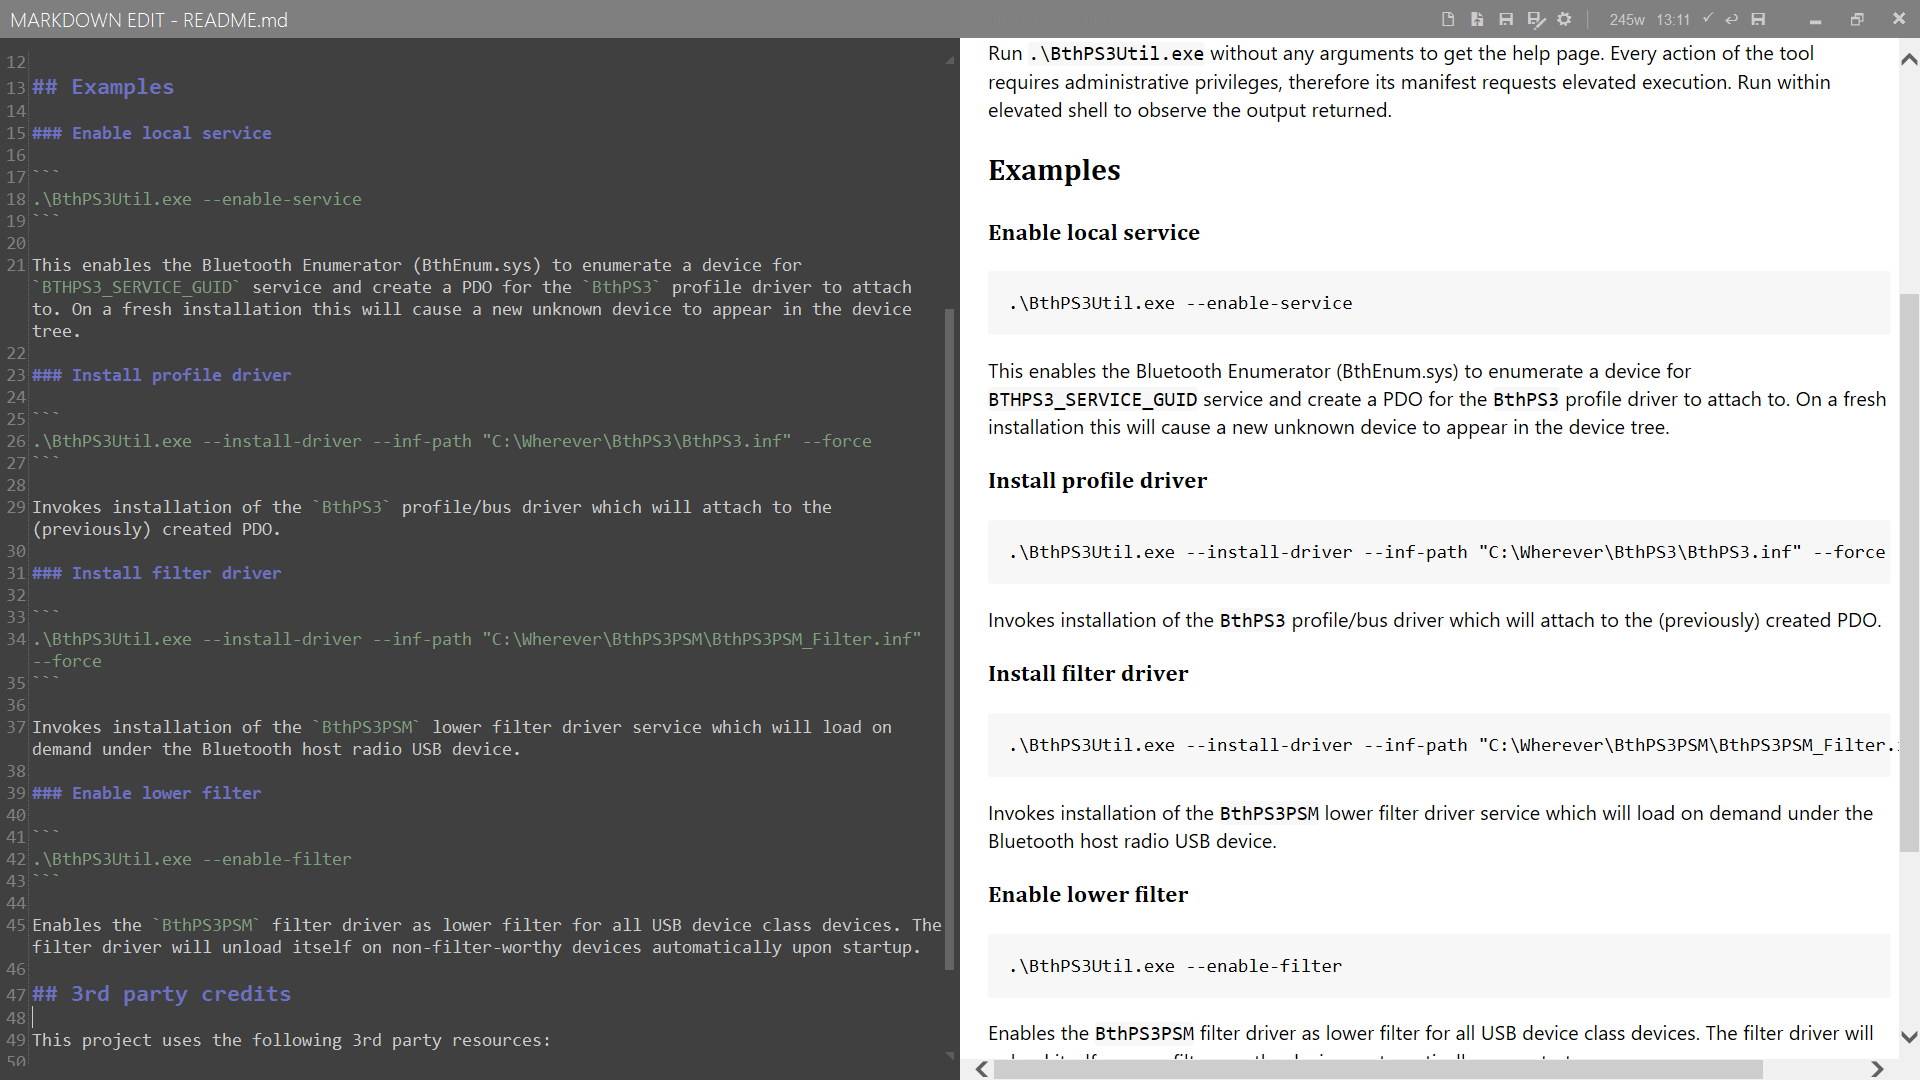 MARKDOWN EDIT - README.md
245w 13:11
12
13 ## Examples
14
15 ### Enable local service
16
17 ```
18 .\BthPS3Util.exe --enable-service
19 ```
20
21 This enables the Bluetooth Enumerator (BthEnum.sys) to enumerate a device for
`BTHPS3_SERVICE_GUID` service and create a PDO for the `BthPS3` profile driver to attach
to. On a fresh installation this will cause a new unknown device to appear in the device
tree.
22
23 ### Install profile driver
24
25 ```
26 .\BthPS3Util.exe --install-driver --inf-path "C:\Wherever\BthPS3\BthPS3.inf" --force
27 ```
28
29 Invokes installation of the `BthPS3` profile/bus driver which will attach to the
(previously) created PDO.
30
31 ### Install filter driver
32
33 ```
34 .\BthPS3Util.exe --install-driver --inf-path "C:\Wherever\BthPS3PSM\BthPS3PSM_Filter.inf"
--force
35 ```
36
37 Invokes installation of the `BthPS3PSM` lower filter driver service which will load on
demand under the Bluetooth host radio USB device.
38
39 ### Enable lower filter
40
41 ```
42 .\BthPS3Util.exe --enable-filter
43 ```
44
45 Enables the `BthPS3PSM` filter driver as lower filter for all USB device class devices. The
filter driver will unload itself on non-filter-worthy devices automatically upon startup.
46
47 ## 3rd party credits
48
49 This project uses the following 3rd party resources:
50
Run .\BthPS3Util.exe without any arguments to get the help page. Every action of the tool
requires administrative privileges, therefore its manifest requests elevated execution. Run within
elevated shell to observe the output returned.
Examples
Enable local service
.\BthPS3Util.exe --enable-service
This enables the Bluetooth Enumerator (BthEnum.sys) to enumerate a device for
BTHPS3_SERVICE_GUID service and create a PDO for the BthPS3 profile driver to attach to. On a fresh
installation this will cause a new unknown device to appear in the device tree.
Install profile driver
.\BthPS3Util.exe --install-driver --inf-path "C:\Wherever\BthPS3\BthPS3.inf" --force
Invokes installation of the BthPS3 profile/bus driver which will attach to the (previously) created PDO.
Install filter driver
.\BthPS3Util.exe --install-driver --inf-path "C:\Wherever\BthPS3PSM\BthPS3PSM_Filter.
Invokes installation of the BthPS3PSM lower filter driver service which will load on demand under the
Bluetooth host radio USB device.
Enable lower filter
.\BthPS3Util.exe --enable-filter
Enables the BthPS3PSM filter driver as lower filter for all USB device class devices. The filter driver will